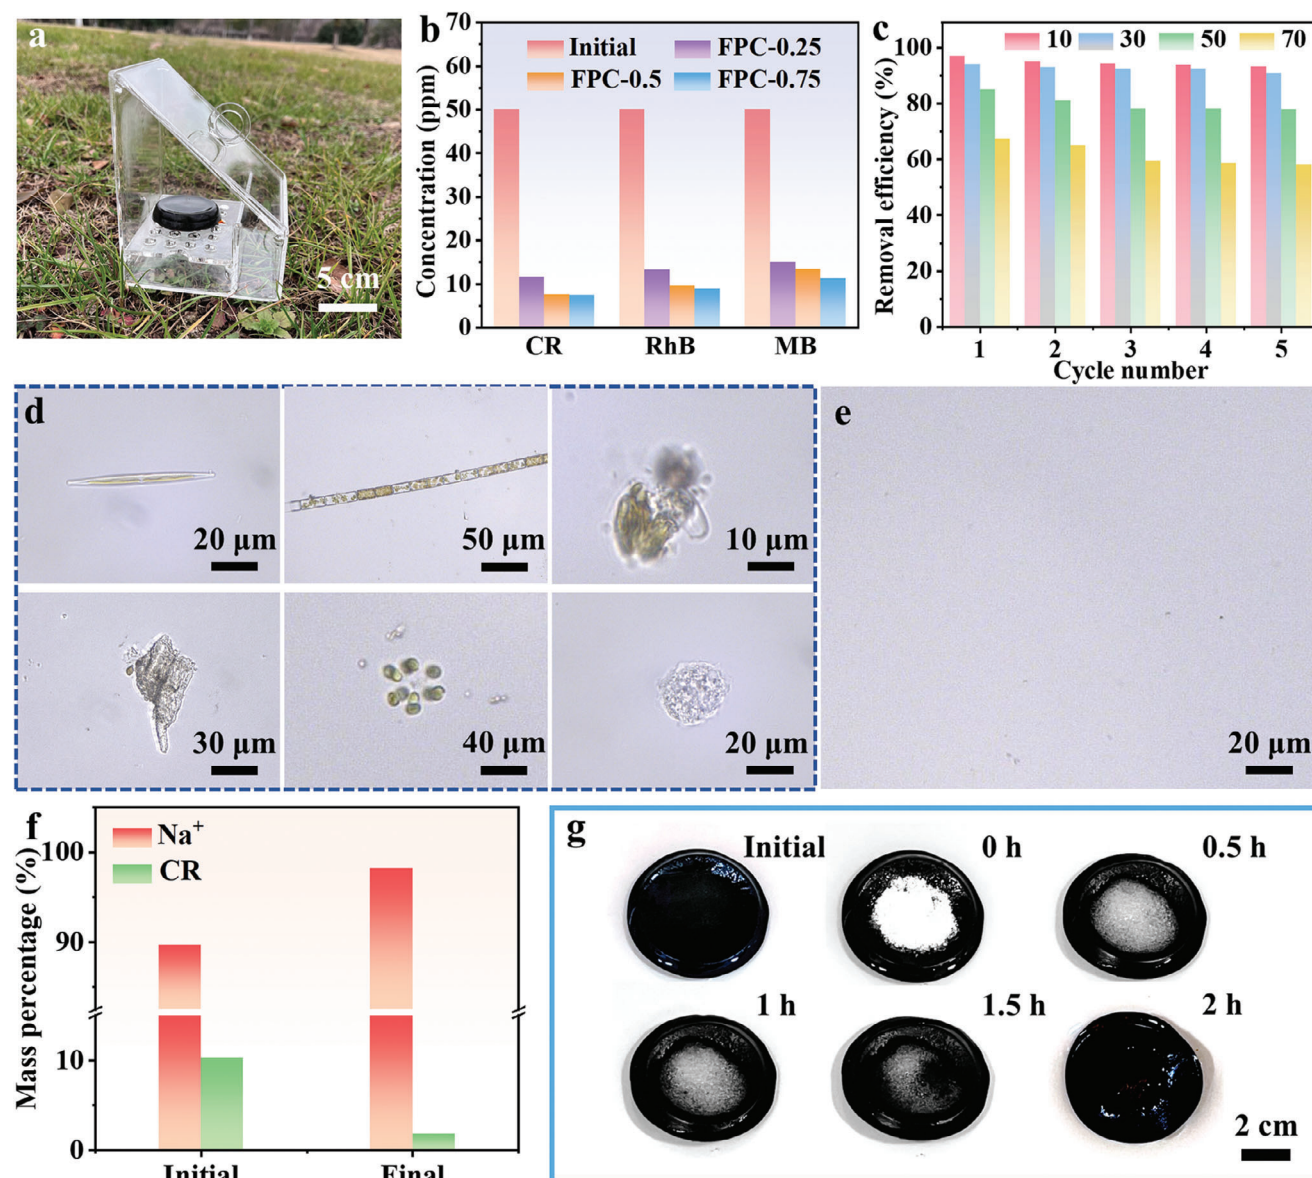 a
5 cm
b
Concentration (ppm)
70
60
50
40
30
20
10
0
Initial
FPC-0.25
FPC-0.5
FPC-0.75
CR
RhB
MB
c
Removal efficiency (%)
100
80
60
40
20
0
10
30
50
70
1
2
3
4
5
Cycle number
d
20 μm
50 μm
10 μm
30 μm
40 μm
20 μm
e
20 μm
f
Mass percentage (%)
100
90
10
0
Na⁺
CR
Initial
Final
g
Initial
0 h
0.5 h
1 h
1.5 h
2 h
2 cm